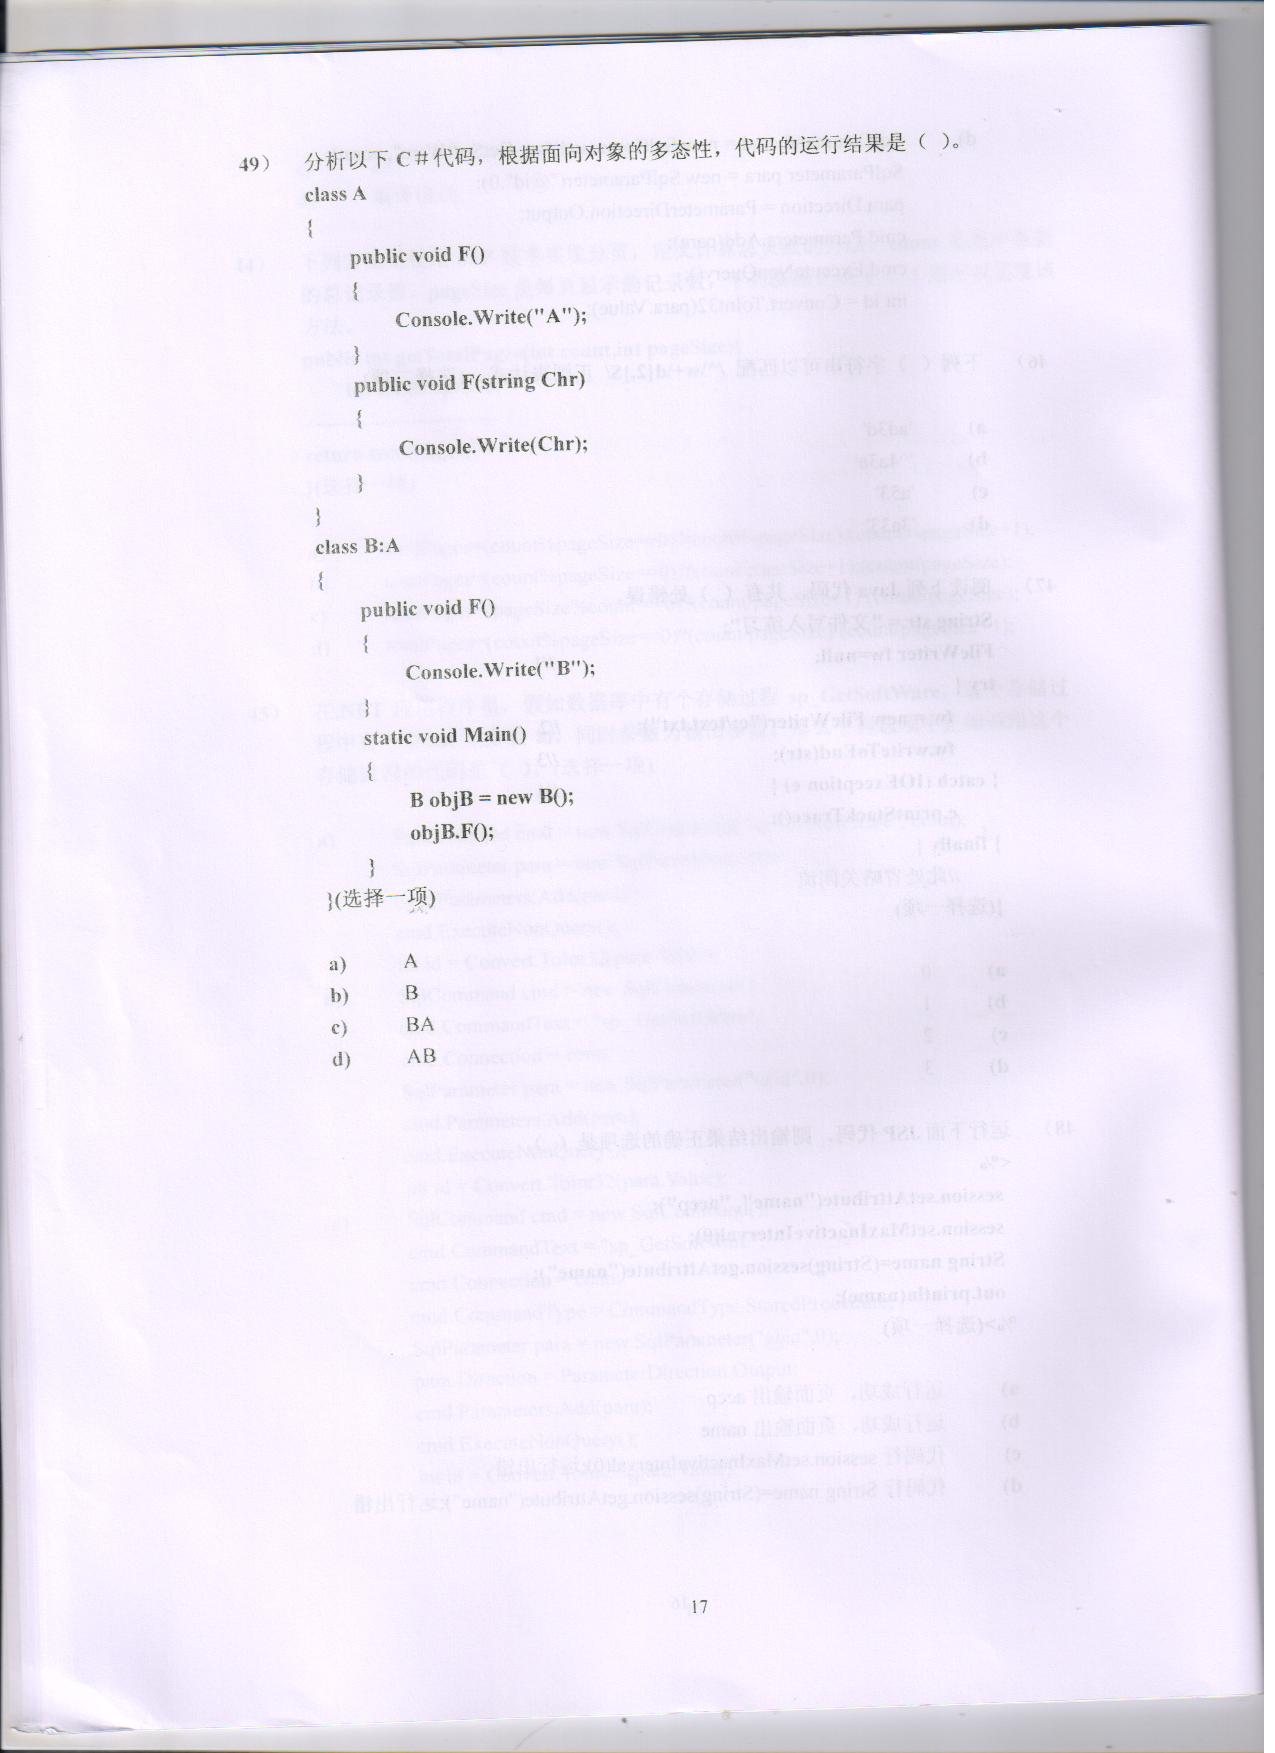 49） 分析以下 C＃代码，根据面向对象的多态性，代码的运行结果是（ ）。
class A
{
public void F()
{
Console.Write("A");
}
public void F(string Chr)
{
Console.Write(Chr);
}
}
class B:A
{
public void F()
{
Console.Write("B");
}
static void Main()
{
B objB = new B();
objB.F();
}
}(选择一项)
a) A
b) B
c) BA
d) AB
17